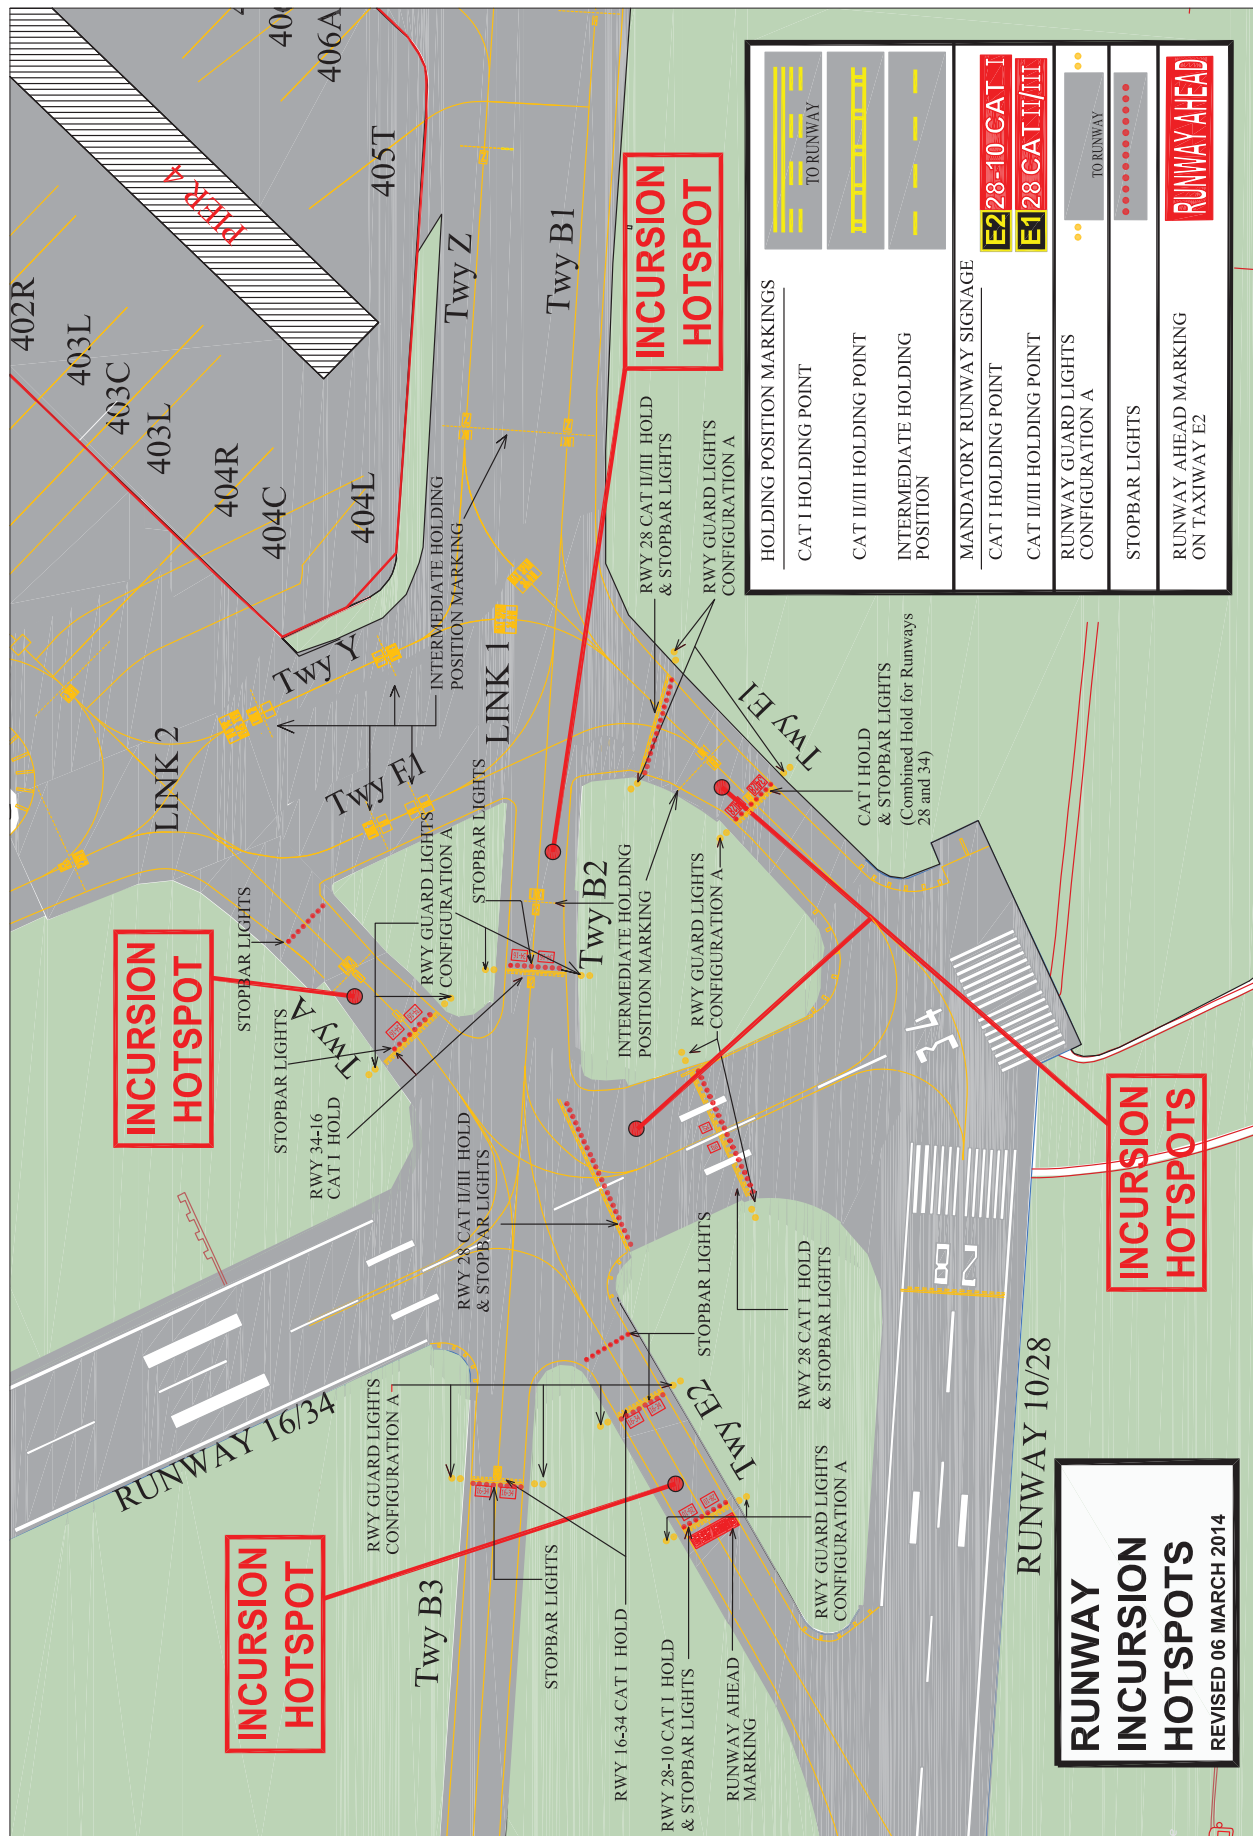 RUNWAY
INCURSION
HOTSPOTS
REVISED 06 MARCH 2014
INCURSION
HOTSPOT
INCURSION
HOTSPOT
INCURSION
HOTSPOT
INCURSION
HOTSPOTS
PIER 4
402R
403L
403C
403L
404R
404C
404L
405T
406A
Twy Z
Twy B1
Twy Y
LINK 1
LINK 2
Twy F1
Twy A
Twy B2
Twy E1
Twy E2
Twy B3
RUNWAY 16/34
RUNWAY 10/28
34
28
INTERMEDIATE HOLDING
POSITION MARKING
STOPBAR LIGHTS
STOPBAR LIGHTS
STOPBAR LIGHTS
RWY GUARD LIGHTS
CONFIGURATION A
RWY 34-16
CAT I HOLD
RWY 28 CAT II/III HOLD
& STOPBAR LIGHTS
RWY GUARD LIGHTS
CONFIGURATION A
STOPBAR LIGHTS
RWY 16-34 CAT I HOLD
RWY 28-10 CAT I HOLD
& STOPBAR LIGHTS
RUNWAY AHEAD
MARKING
RWY GUARD LIGHTS
CONFIGURATION A
STOPBAR LIGHTS
RWY 28 CAT I HOLD
& STOPBAR LIGHTS
INTERMEDIATE HOLDING
POSITION MARKING
RWY GUARD LIGHTS
CONFIGURATION A
RWY 28 CAT II/III HOLD
& STOPBAR LIGHTS
RWY GUARD LIGHTS
CONFIGURATION A
CAT I HOLD
& STOPBAR LIGHTS
(Combined Hold for Runways
28 and 34)
HOLDING POSITION MARKINGS
CAT I HOLDING POINT
TO RUNWAY
CAT II/III HOLDING POINT
INTERMEDIATE HOLDING
POSITION
MANDATORY RUNWAY SIGNAGE
CAT I HOLDING POINT
E2 28-10 CAT I
CAT II/III HOLDING POINT
E1 28 CAT II/III
RUNWAY GUARD LIGHTS
CONFIGURATION A
TO RUNWAY
STOPBAR LIGHTS
RUNWAY AHEAD MARKING
ON TAXIWAY E2
RUNWAY AHEAD